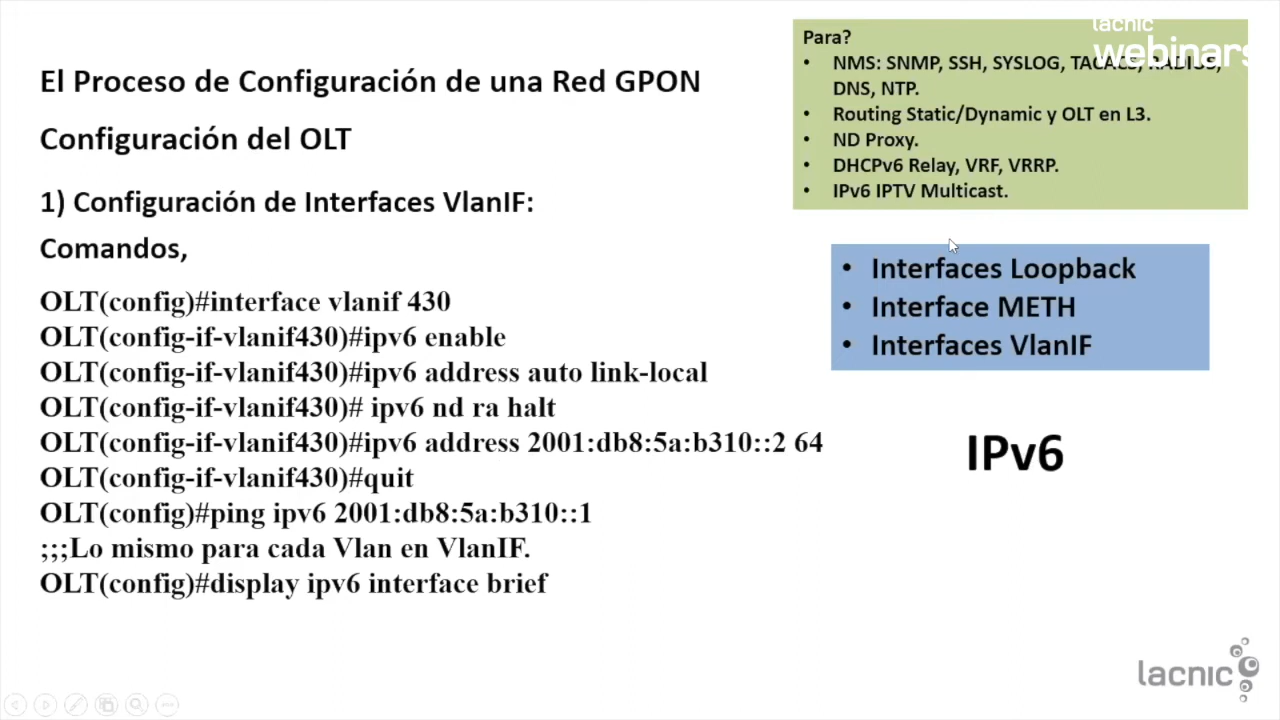 El Proceso de Configuración de una Red GPON
Configuración del OLT
1) Configuración de Interfaces VlanIF:
Comandos,
OLT(config)#interface vlanif 430
OLT(config-if-vlanif430)#ipv6 enable
OLT(config-if-vlanif430)#ipv6 address auto link-local
OLT(config-if-vlanif430)# ipv6 nd ra halt
OLT(config-if-vlanif430)#ipv6 address 2001:db8:5a:b310::2 64
OLT(config-if-vlanif430)#quit
OLT(config)#ping ipv6 2001:db8:5a:b310::1
;;;Lo mismo para cada Vlan en VlanIF.
OLT(config)#display ipv6 interface brief
lacnic
webinars
Para?
• NMS: SNMP, SSH, SYSLOG, TACACS, RADIUS,
DNS, NTP.
• Routing Static/Dynamic y OLT en L3.
• ND Proxy.
• DHCPv6 Relay, VRF, VRRP.
• IPv6 IPTV Multicast.
• Interfaces Loopback
• Interface METH
• Interfaces VlanIF
IPv6
lacnic